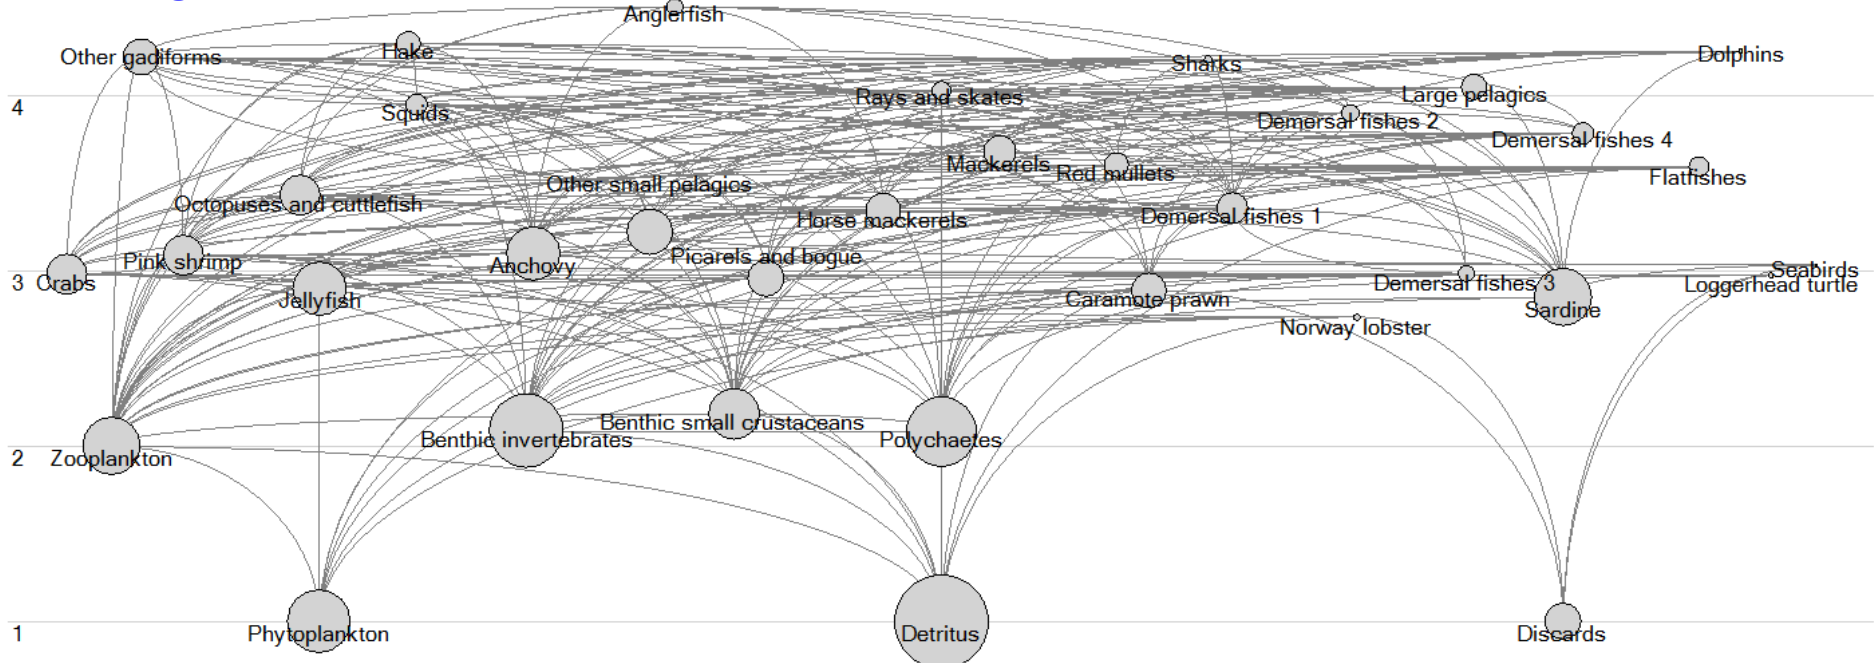 Anglerfish
Other gadiforms
Hake
Sharks
Dolphins
4
Squids
Rays and skates
Large pelagics
Demersal fishes 2
Demersal fishes 4
Mackerels
Red mullets
Flatfishes
Other small pelagics
Octopuses and cuttlefish
Horse mackerels
Demersal fishes 1
3
Crabs
Pink shrimp
Anchovy
Picarels and bogue
Jellyfish
Caramote prawn
Demersal fishes 3
Seabirds
Loggerhead turtle
Sardine
Norway lobster
2
Zooplankton
Benthic invertebrates
Benthic small crustaceans
Polychaetes
1
Phytoplankton
Detritus
Discards